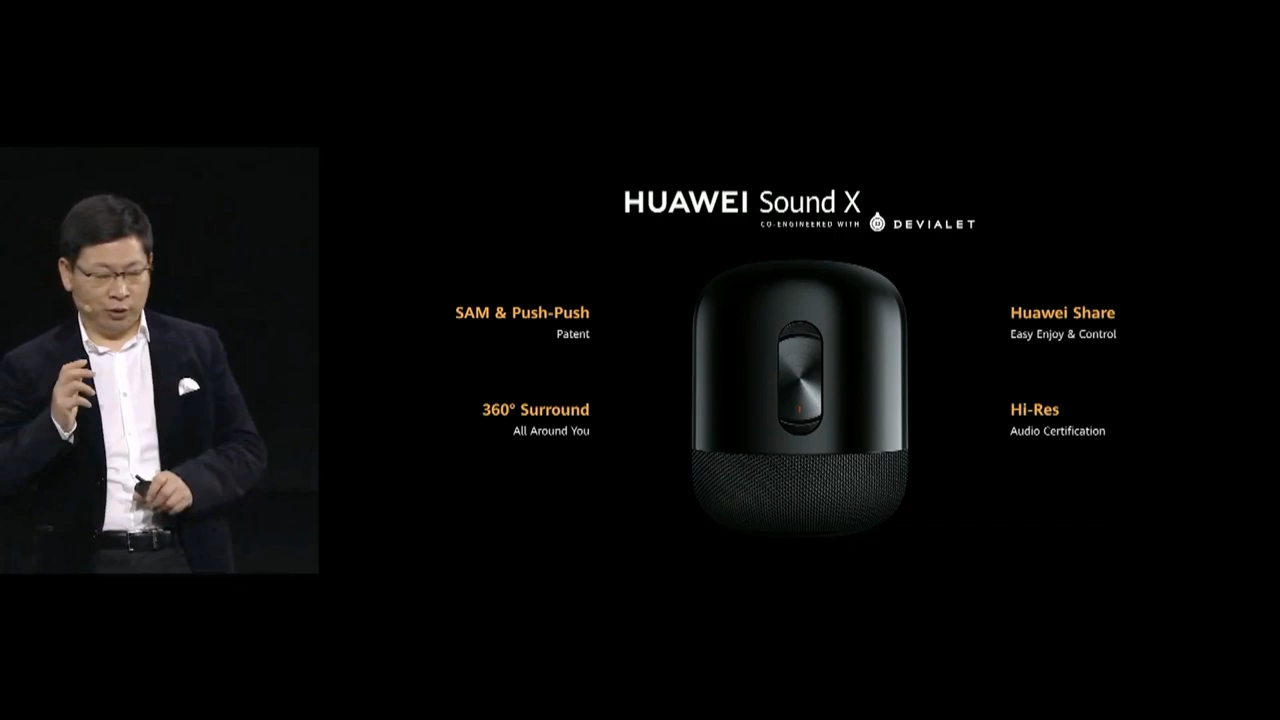 HUAWEI Sound X
CO-ENGINEERED WITH DEVIALET
SAM & Push-Push
Patent
360° Surround
All Around You
Huawei Share
Easy Enjoy & Control
Hi-Res
Audio Certification